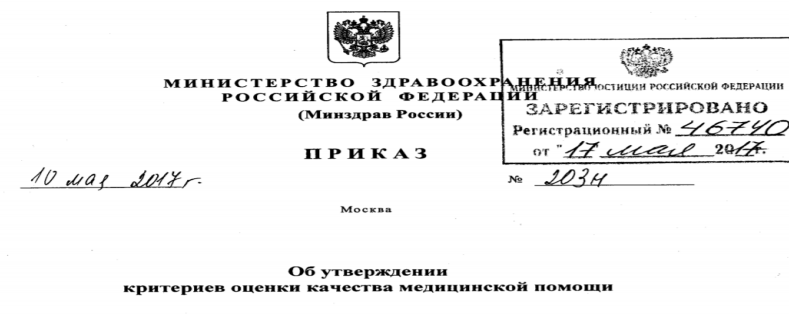 МИНИСТЕРСТВО ЗДРАВООХРАНЕНИЯ
РОССИЙСКОЙ ФЕДЕРАЦИИ
(Минздрав России)
ПРИКАЗ
МИНИСТЕРСТВО ЮСТИЦИИ РОССИЙСКОЙ ФЕДЕРАЦИИ
ЗАРЕГИСТРИРОВАНО
Регистрационный № 46740
от "17 мая 2017.
10 мая 2017 г.
№ 203н
Москва
Об утверждении
критериев оценки качества медицинской помощи